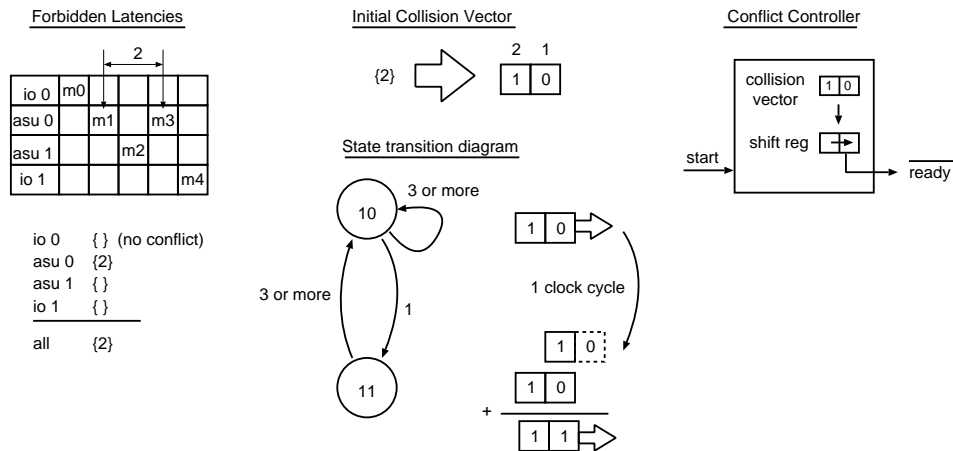 Forbidden Latencies
2
io 0 m0
asu 0 m1 m3
asu 1 m2
io 1 m4
io 0 { } (no conflict)
asu 0 {2}
asu 1 { }
io 1 { }
all {2}
Initial Collision Vector
2 1
{2} 1 0
State transition diagram
3 or more
10
3 or more
1
11
1 0
1 clock cycle
1 0
1 0
+
1 1
Conflict Controller
collision
vector
1 0
shift reg
start
ready